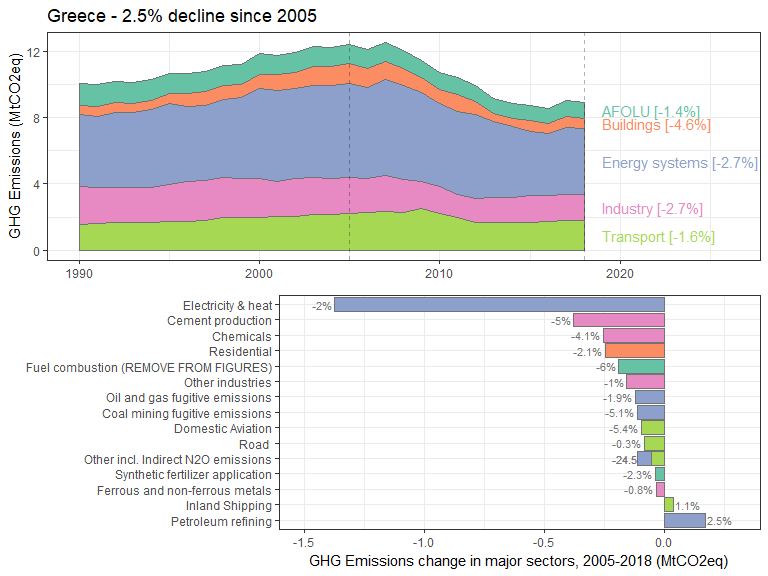 Greece - 2.5% decline since 2005
GHG Emissions (MtCO2eq)
12
8
4
0
AFOLU [-1.4%]
Buildings [-4.6%]
Energy systems [-2.7%]
Industry [-2.7%]
Transport [-1.6%]
1990 2000 2010 2020
Electricity & heat -2%
Cement production -5%
Chemicals -4.1%
Residential -2.1%
Fuel combustion (REMOVE FROM FIGURES) -6%
Other industries -1%
Oil and gas fugitive emissions -1.9%
Coal mining fugitive emissions -5.1%
Domestic Aviation -5.4%
Road -0.3%
Other incl. Indirect N2O emissions -24.5
Synthetic fertilizer application -2.3%
Ferrous and non-ferrous metals -0.8%
Inland Shipping 1.1%
Petroleum refining 2.5%
-1.5 -1.0 -0.5 0.0
GHG Emissions change in major sectors, 2005-2018 (MtCO2eq)